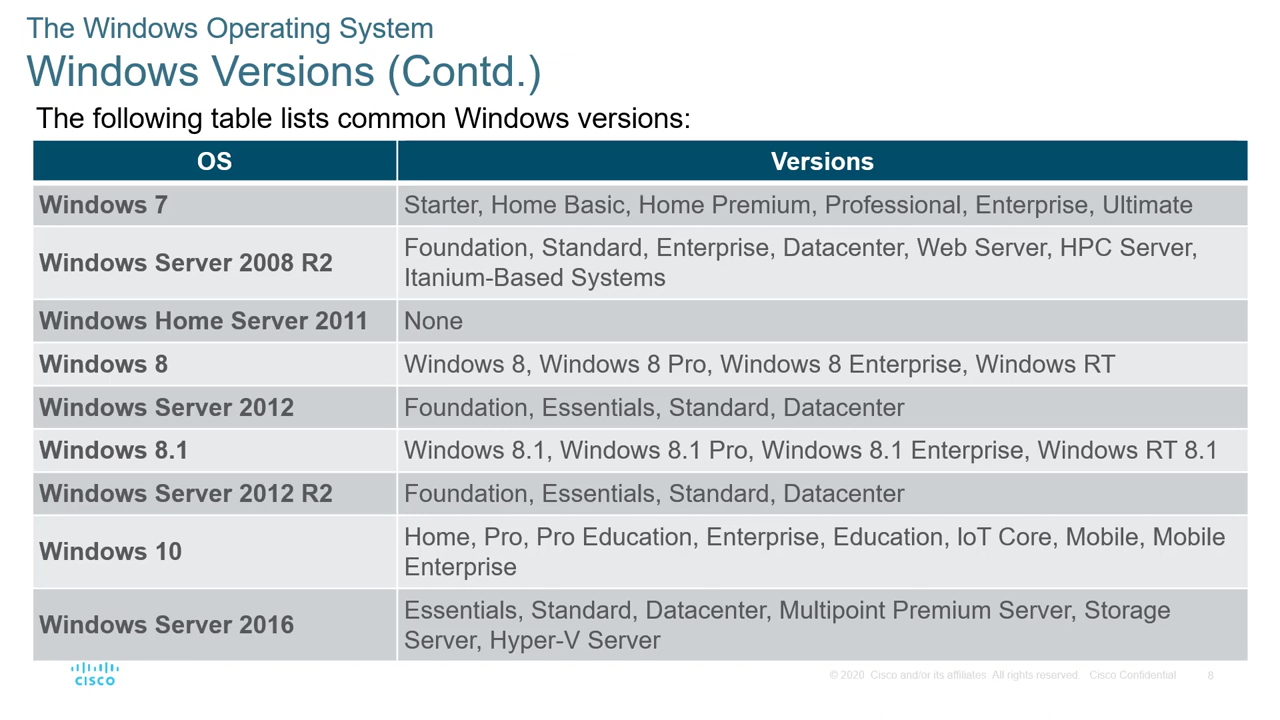 The Windows Operating System
Windows Versions (Contd.)
The following table lists common Windows versions:
OS Versions
Windows 7 Starter, Home Basic, Home Premium, Professional, Enterprise, Ultimate
Windows Server 2008 R2 Foundation, Standard, Enterprise, Datacenter, Web Server, HPC Server,
Itanium-Based Systems
Windows Home Server 2011 None
Windows 8 Windows 8, Windows 8 Pro, Windows 8 Enterprise, Windows RT
Windows Server 2012 Foundation, Essentials, Standard, Datacenter
Windows 8.1 Windows 8.1, Windows 8.1 Pro, Windows 8.1 Enterprise, Windows RT 8.1
Windows Server 2012 R2 Foundation, Essentials, Standard, Datacenter
Windows 10 Home, Pro, Pro Education, Enterprise, Education, IoT Core, Mobile, Mobile
Enterprise
Windows Server 2016 Essentials, Standard, Datacenter, Multipoint Premium Server, Storage
Server, Hyper-V Server
CISCO
© 2020 Cisco and/or its affiliates. All rights reserved Cisco Confidential 8